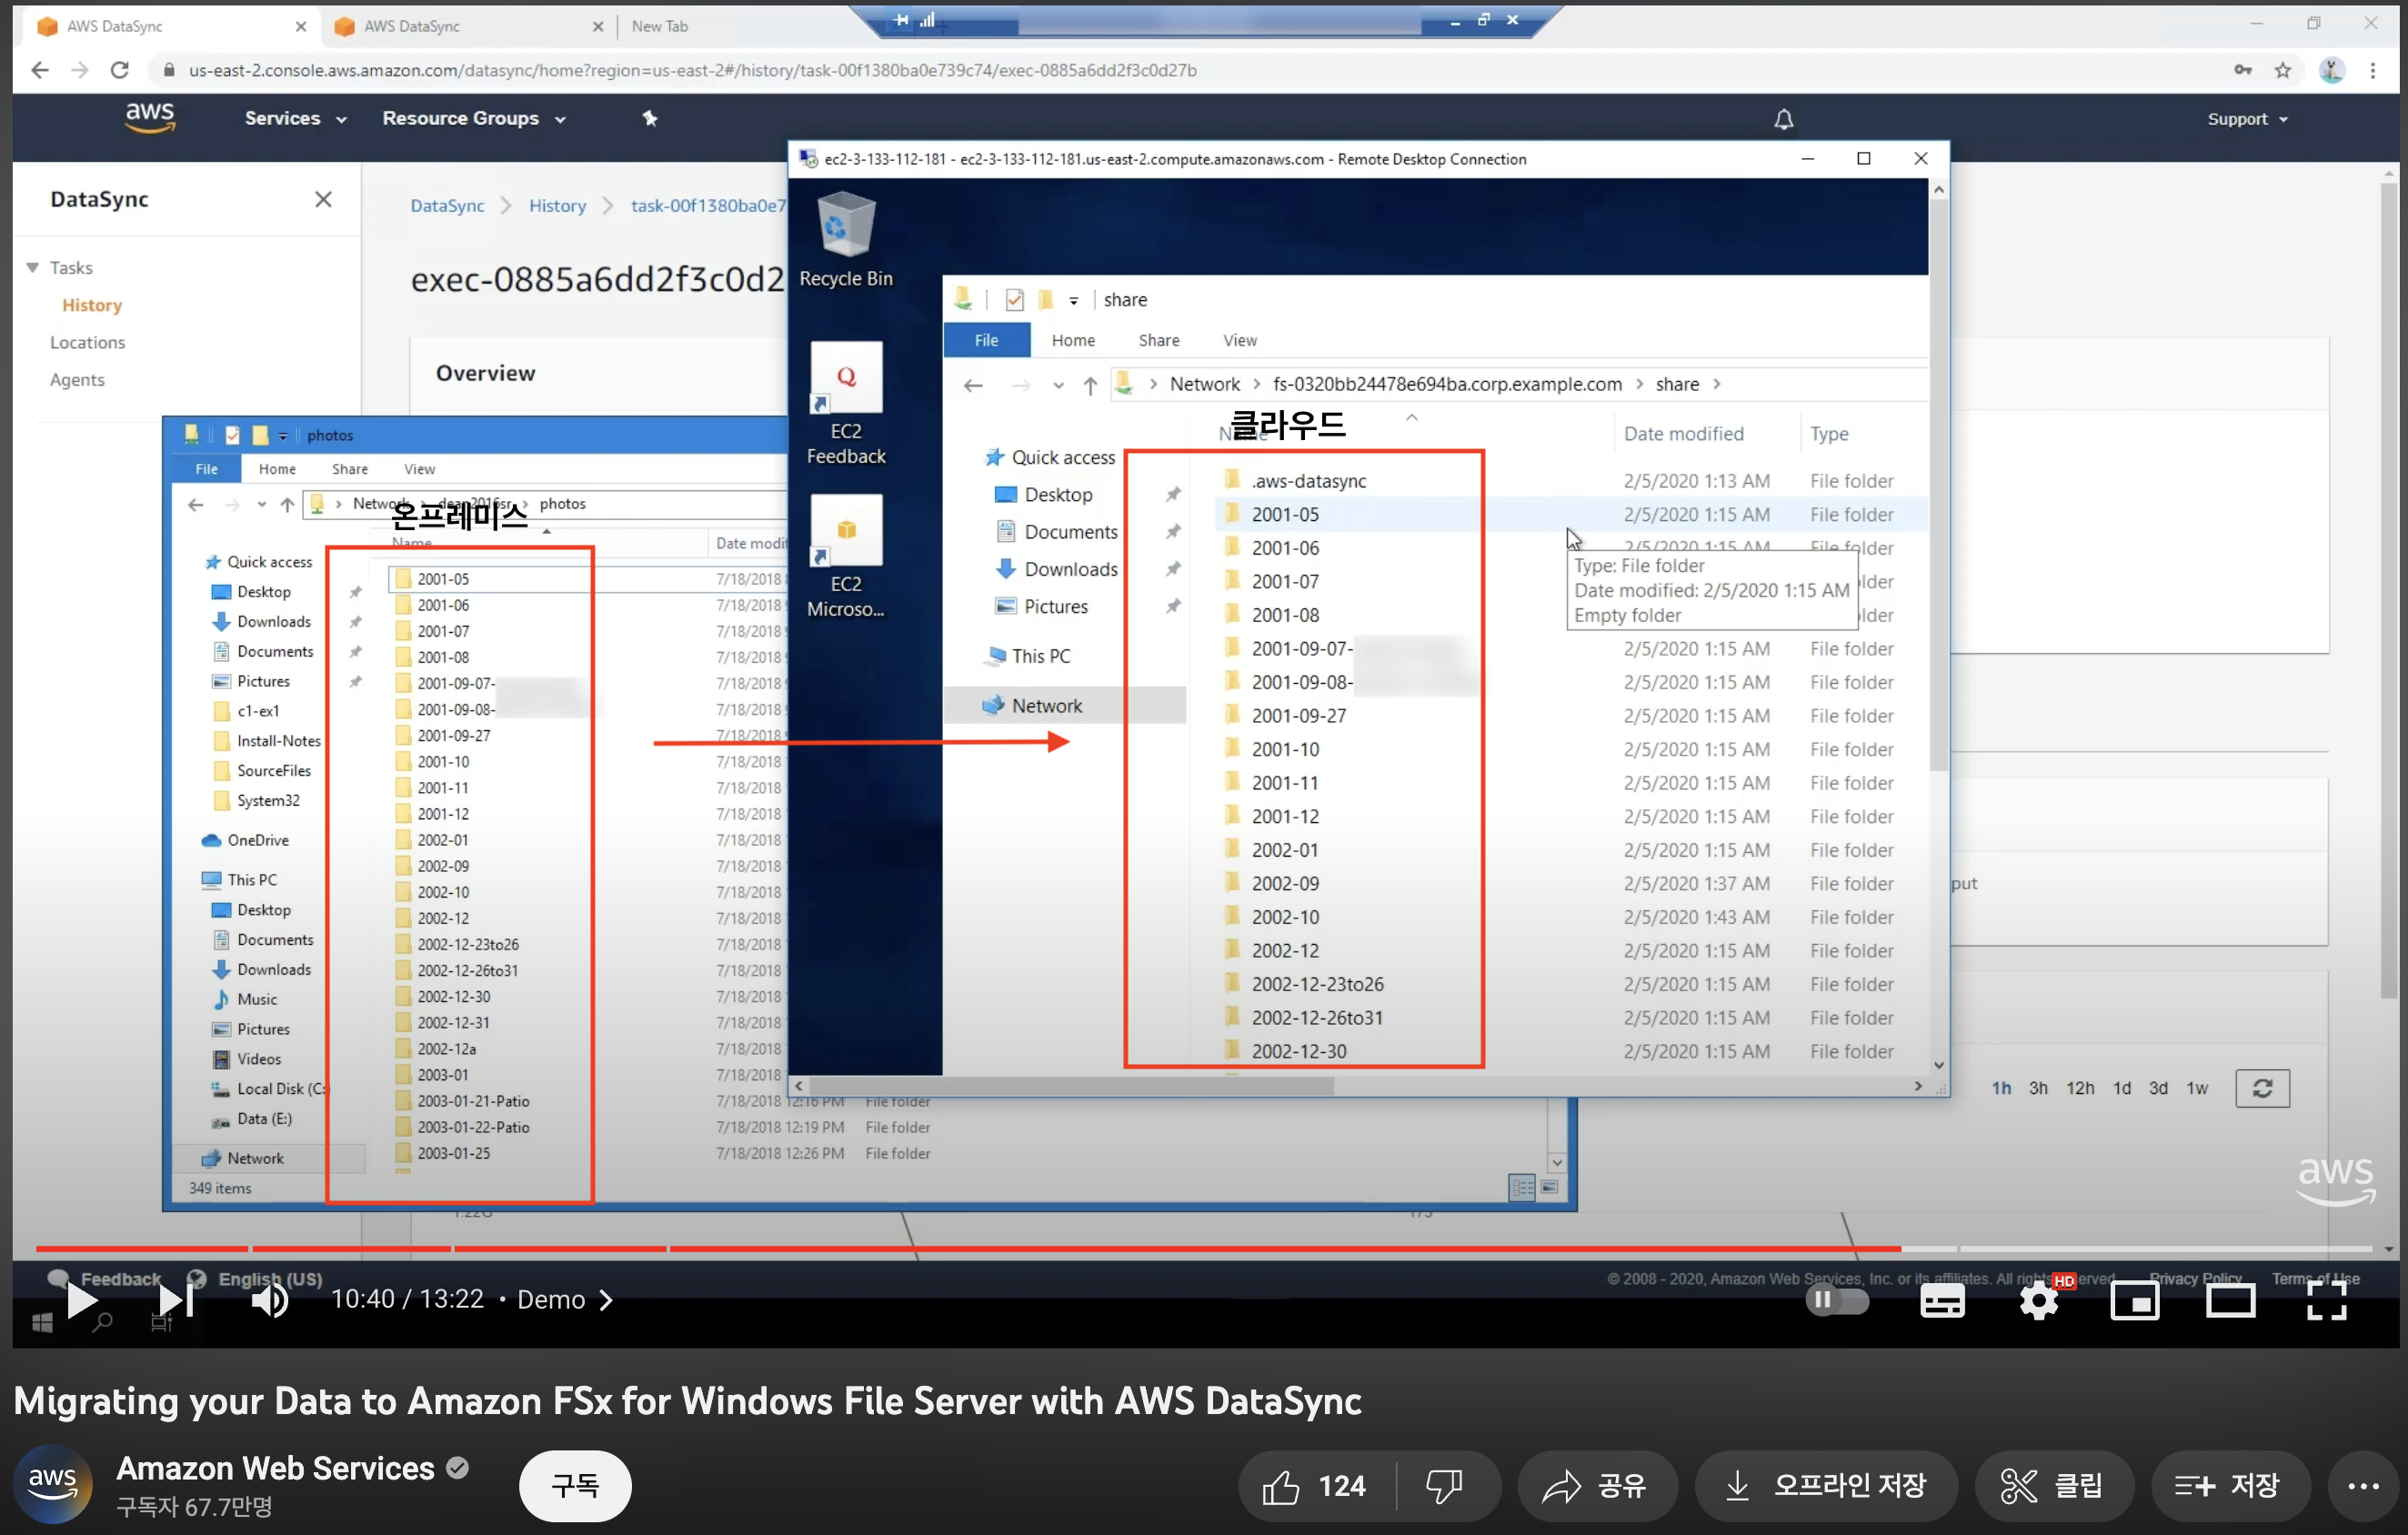 AWS DataSync
AWS DataSync
New Tab
us-east-2.console.aws.amazon.com/datasync/home?region=us-east-2#/history/task-00f1380ba0e739c74/exec-0885a6dd2f3c0d27b
aws
Services
Resource Groups
Support
DataSync
Tasks
History
Locations
Agents
DataSync
History
task-00f1380ba0e7
exec-0885a6dd2f3c0d2
Overview
photos
File
Home
Share
View
Network
photos
온프레미스
Name
Date modif
Quick access
Desktop
Downloads
Documents
Pictures
c1-ex1
Install-Notes
SourceFiles
System32
OneDrive
This PC
Desktop
Documents
Downloads
Music
Pictures
Videos
Local Disk (C:
Data (E:)
Network
349 items
2001-05 7/18/2018
2001-06 7/18/2018
2001-07 7/18/2018
2001-08 7/18/2018
2001-09-07- 7/18/2018
2001-09-08- 7/18/2018
2001-09-27 7/18/2018
2001-10 7/18/2018
2001-11 7/18/2018
2001-12 7/18/2018
2002-01 7/18/2018
2002-09 7/18/2018
2002-10 7/18/2018
2002-12 7/18/2018
2002-12-23to26 7/18/2018
2002-12-26to31 7/18/2018
2002-12-30 7/18/2018
2002-12-31 7/18/2018
2002-12a 7/18/2018
2003-01 7/18/2018
2003-01-21-Patio 7/18/2018 12:16 PM File folder
2003-01-22-Patio 7/18/2018 12:19 PM File folder
2003-01-25 7/18/2018 12:26 PM File folder
ec2-3-133-112-181 - ec2-3-133-112-181.us-east-2.compute.amazonaws.com - Remote Desktop Connection
Recycle Bin
EC2
Feedback
EC2
Microso...
share
File
Home
Share
View
Network
fs-0320bb24478e694ba.corp.example.com
share
클라우드
Date modified
Type
Quick access
Desktop
Documents
Downloads
Pictures
This PC
Network
.aws-datasync 2/5/2020 1:13 AM File folder
2001-05 2/5/2020 1:15 AM File folder
2001-06 2/5/2020 1:15 AM File folder
2001-07
2001-08
2001-09-07- 2/5/2020 1:15 AM File folder
2001-09-08- 2/5/2020 1:15 AM File folder
2001-09-27 2/5/2020 1:15 AM File folder
2001-10 2/5/2020 1:15 AM File folder
2001-11 2/5/2020 1:15 AM File folder
2001-12 2/5/2020 1:15 AM File folder
2002-01 2/5/2020 1:15 AM File folder
2002-09 2/5/2020 1:37 AM File folder
2002-10 2/5/2020 1:43 AM File folder
2002-12 2/5/2020 1:15 AM File folder
2002-12-23to26 2/5/2020 1:15 AM File folder
2002-12-26to31 2/5/2020 1:15 AM File folder
2002-12-30 2/5/2020 1:15 AM File folder
Type: File folder
Date modified: 2/5/2020 1:15 AM
Empty folder
put
1h 3h 12h 1d 3d 1w
aws
Feedback
English (US)
© 2008 - 2020, Amazon Web Services, Inc. or its affiliates. All rights
Privacy Policy
Terms of Use
10:40 / 13:22 • Demo
HD
Migrating your Data to Amazon FSx for Windows File Server with AWS DataSync
aws
Amazon Web Services
구독자 67.7만명
구독
124
공유
오프라인 저장
클립
저장